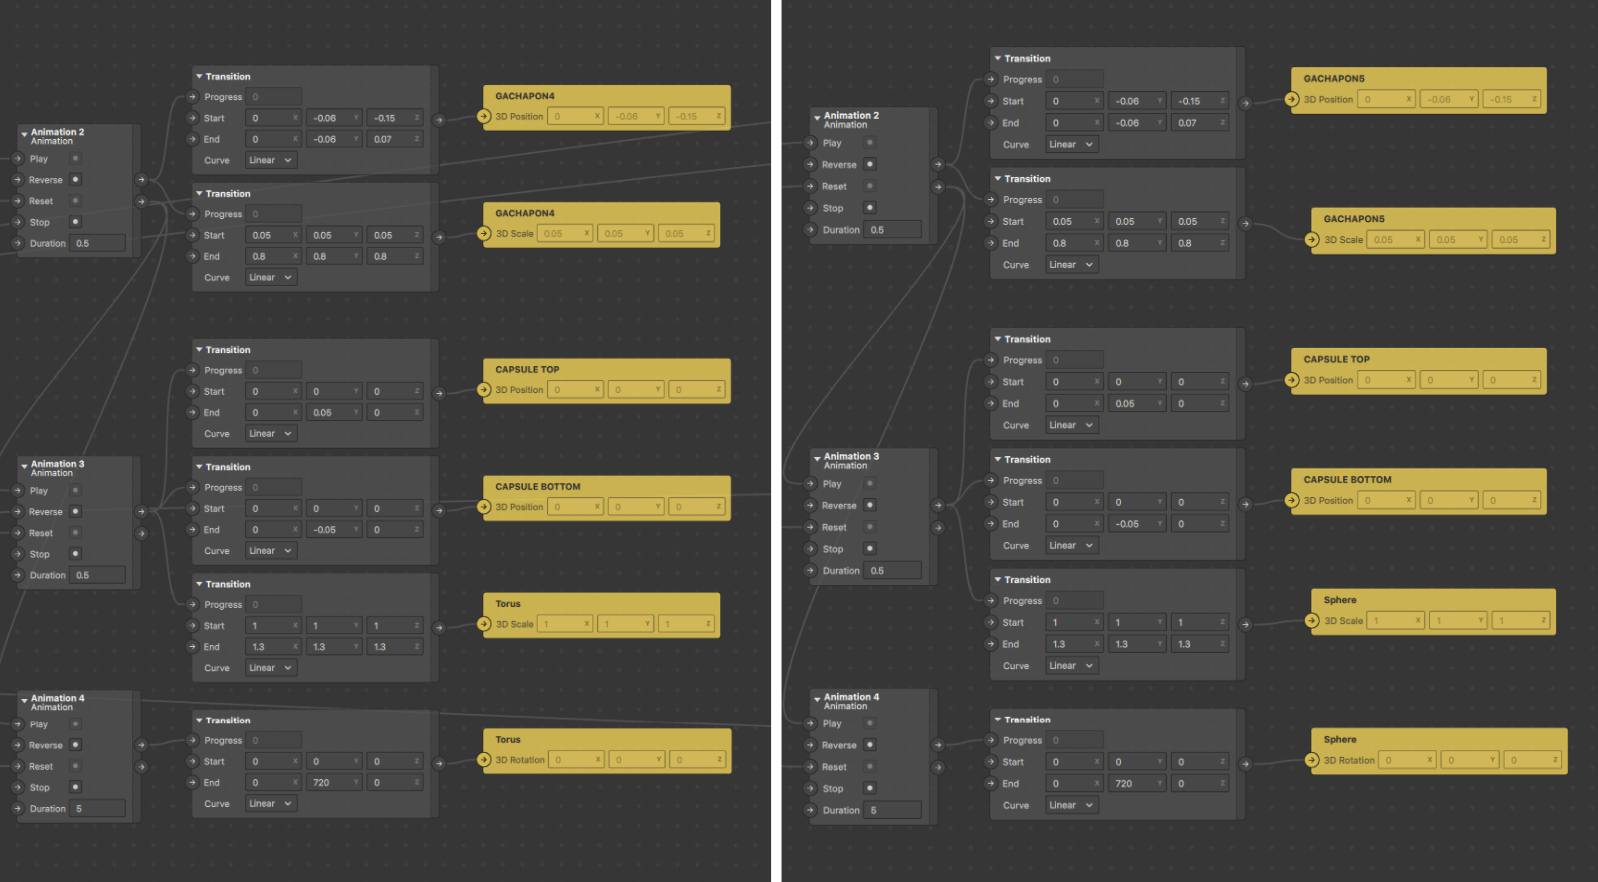 Animation 2
Animation
Play
Reverse
Reset
Stop
Duration 0.5
Transition
Progress 0
Start 0 X -0.06 Y -0.15 Z
End 0 X -0.06 Y 0.07 Z
Curve Linear
GACHAPON4
3D Position 0 X -0.06 Y -0.15 Z
Transition
Progress 0
Start 0.05 X 0.05 Y 0.05 Z
End 0.8 X 0.8 Y 0.8 Z
Curve Linear
GACHAPON4
3D Scale 0.05 X 0.05 Y 0.05 Z
Animation 3
Animation
Play
Reverse
Reset
Stop
Duration 0.5
Transition
Progress 0
Start 0 X 0 Y 0 Z
End 0 X 0.05 Y 0 Z
Curve Linear
CAPSULE TOP
3D Position 0 X 0 Y 0 Z
Transition
Progress 0
Start 0 X 0 Y 0 Z
End 0 X -0.05 Y 0 Z
Curve Linear
CAPSULE BOTTOM
3D Position 0 X 0 Y 0 Z
Transition
Progress 0
Start 1 X 1 Y 1 Z
End 1.3 X 1.3 Y 1.3 Z
Curve Linear
Torus
3D Scale 1 X 1 Y 1 Z
Animation 4
Animation
Play
Reverse
Reset
Stop
Duration 5
Transition
Progress 0
Start 0 X 0 Y 0 Z
End 0 X 720 Y 0 Z
Curve Linear
Torus
3D Rotation 0 X 0 Y 0 Z
Animation 2
Animation
Play
Reverse
Reset
Stop
Duration 0.5
Transition
Progress 0
Start 0 X -0.06 Y -0.15 Z
End 0 X -0.06 Y 0.07 Z
Curve Linear
GACHAPON5
3D Position 0 X -0.06 Y -0.15 Z
Transition
Progress 0
Start 0.05 X 0.05 Y 0.05 Z
End 0.8 X 0.8 Y 0.8 Z
Curve Linear
GACHAPON5
3D Scale 0.05 X 0.05 Y 0.05 Z
Animation 3
Animation
Play
Reverse
Reset
Stop
Duration 0.5
Transition
Progress 0
Start 0 X 0 Y 0 Z
End 0 X 0.05 Y 0 Z
Curve Linear
CAPSULE TOP
3D Position 0 X 0 Y 0 Z
Transition
Progress 0
Start 0 X 0 Y 0 Z
End 0 X -0.05 Y 0 Z
Curve Linear
CAPSULE BOTTOM
3D Position 0 X 0 Y 0 Z
Transition
Progress 0
Start 1 X 1 Y 1 Z
End 1.3 X 1.3 Y 1.3 Z
Curve Linear
Sphere
3D Scale 1 X 1 Y 1 Z
Animation 4
Animation
Play
Reverse
Reset
Stop
Duration 5
Transition
Progress 0
Start 0 X 0 Y 0 Z
End 0 X 720 Y 0 Z
Curve Linear
Sphere
3D Rotation 0 X 0 Y 0 Z